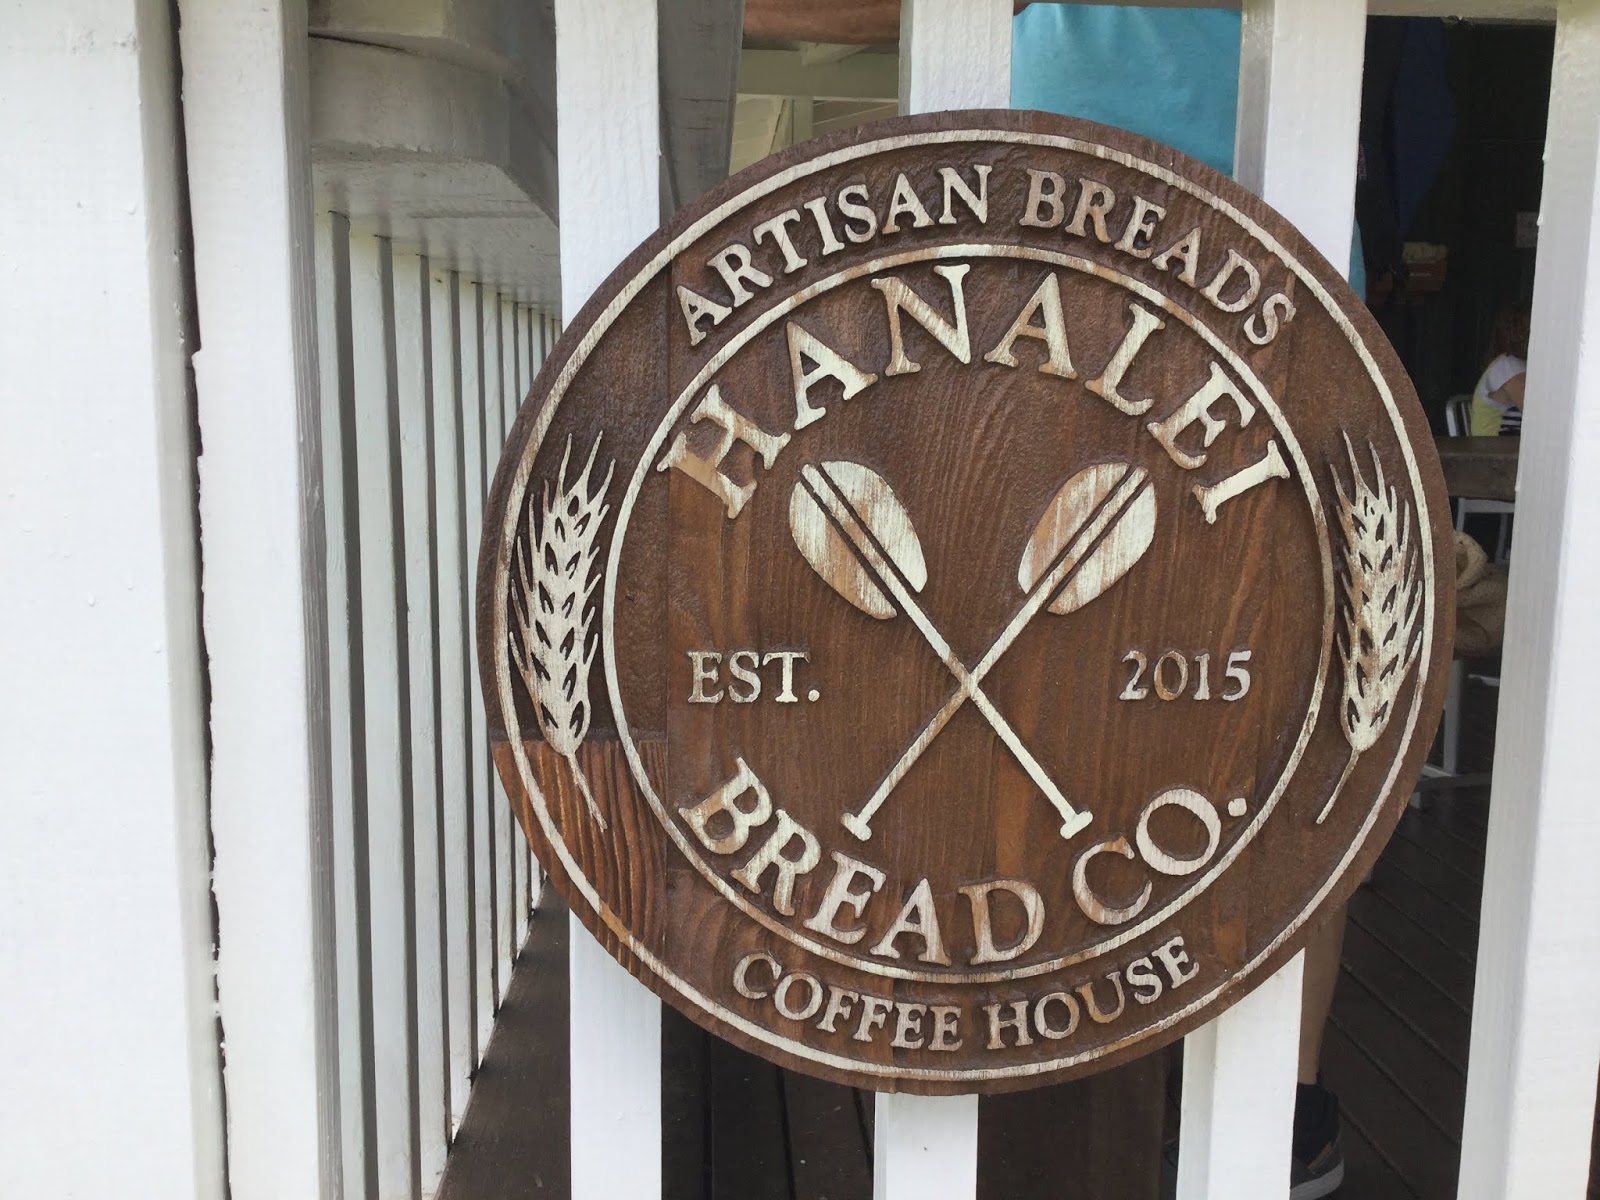 ARTISAN BREADS
HANALEI
EST. 2015
BREAD CO.
COFFEE HOUSE